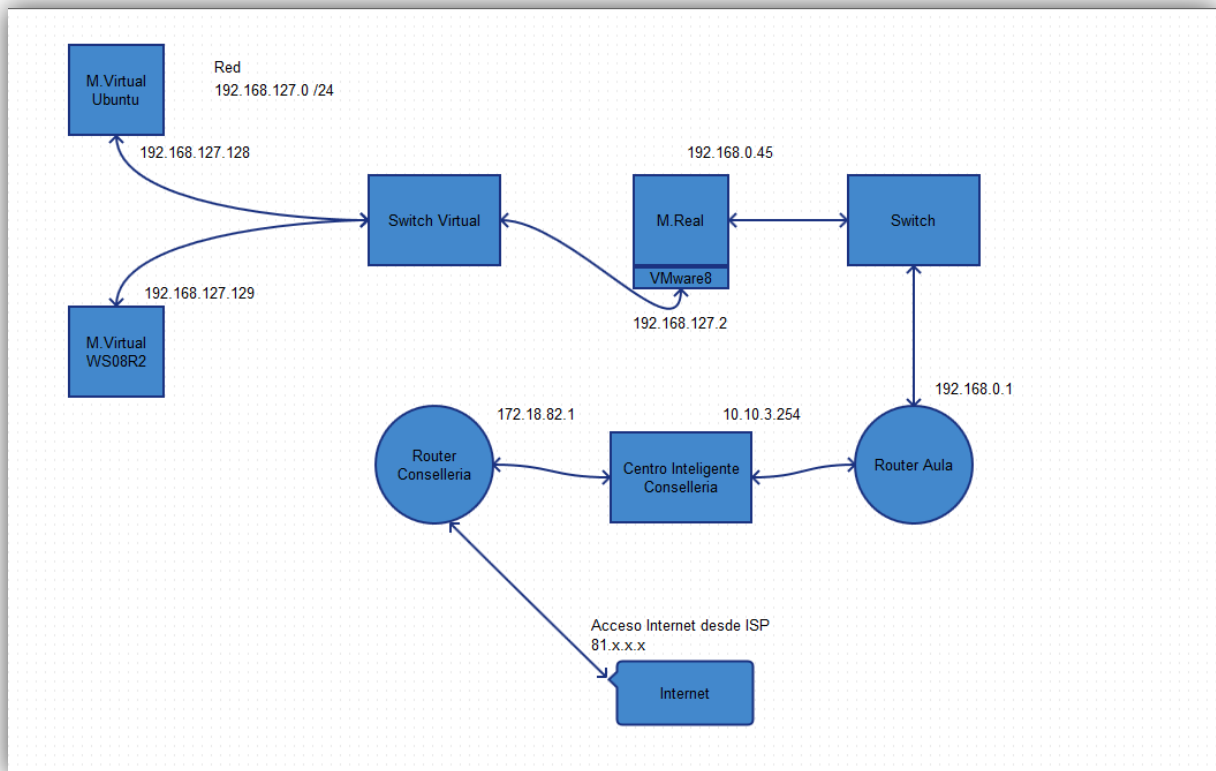 M.Virtual
Ubuntu
Red
192.168.127.0 /24
192.168.127.128
192.168.0.45
Switch Virtual
M.Real
Switch
VMware8
192.168.127.129
192.168.127.2
M.Virtual
WS08R2
192.168.0.1
172.18.82.1
10.10.3.254
Router
Conselleria
Centro Inteligente
Conselleria
Router Aula
Acceso Internet desde ISP
81.x.x.x
Internet